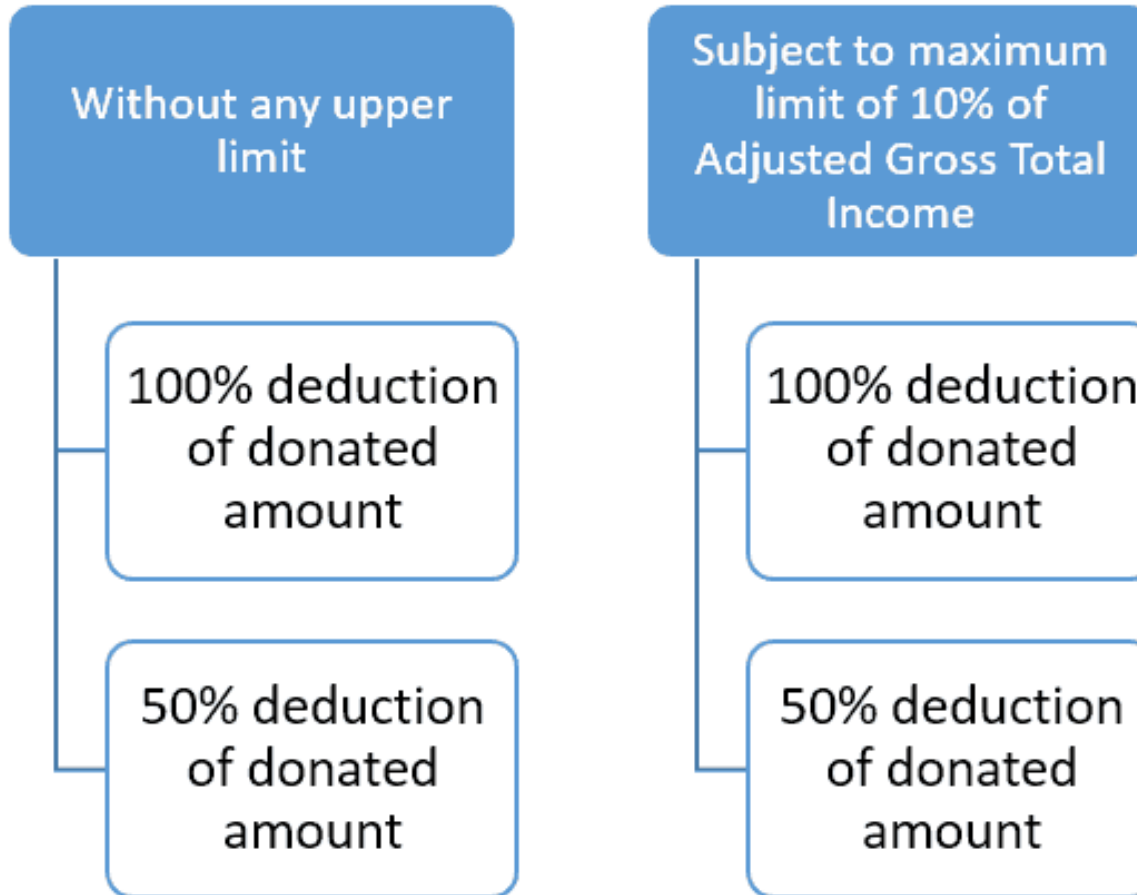 Without any upper
limit
100% deduction
of donated
amount
50% deduction
of donated
amount
Subject to maximum
limit of 10% of
Adjusted Gross Total
Income
100% deduction
of donated
amount
50% deduction
of donated
amount